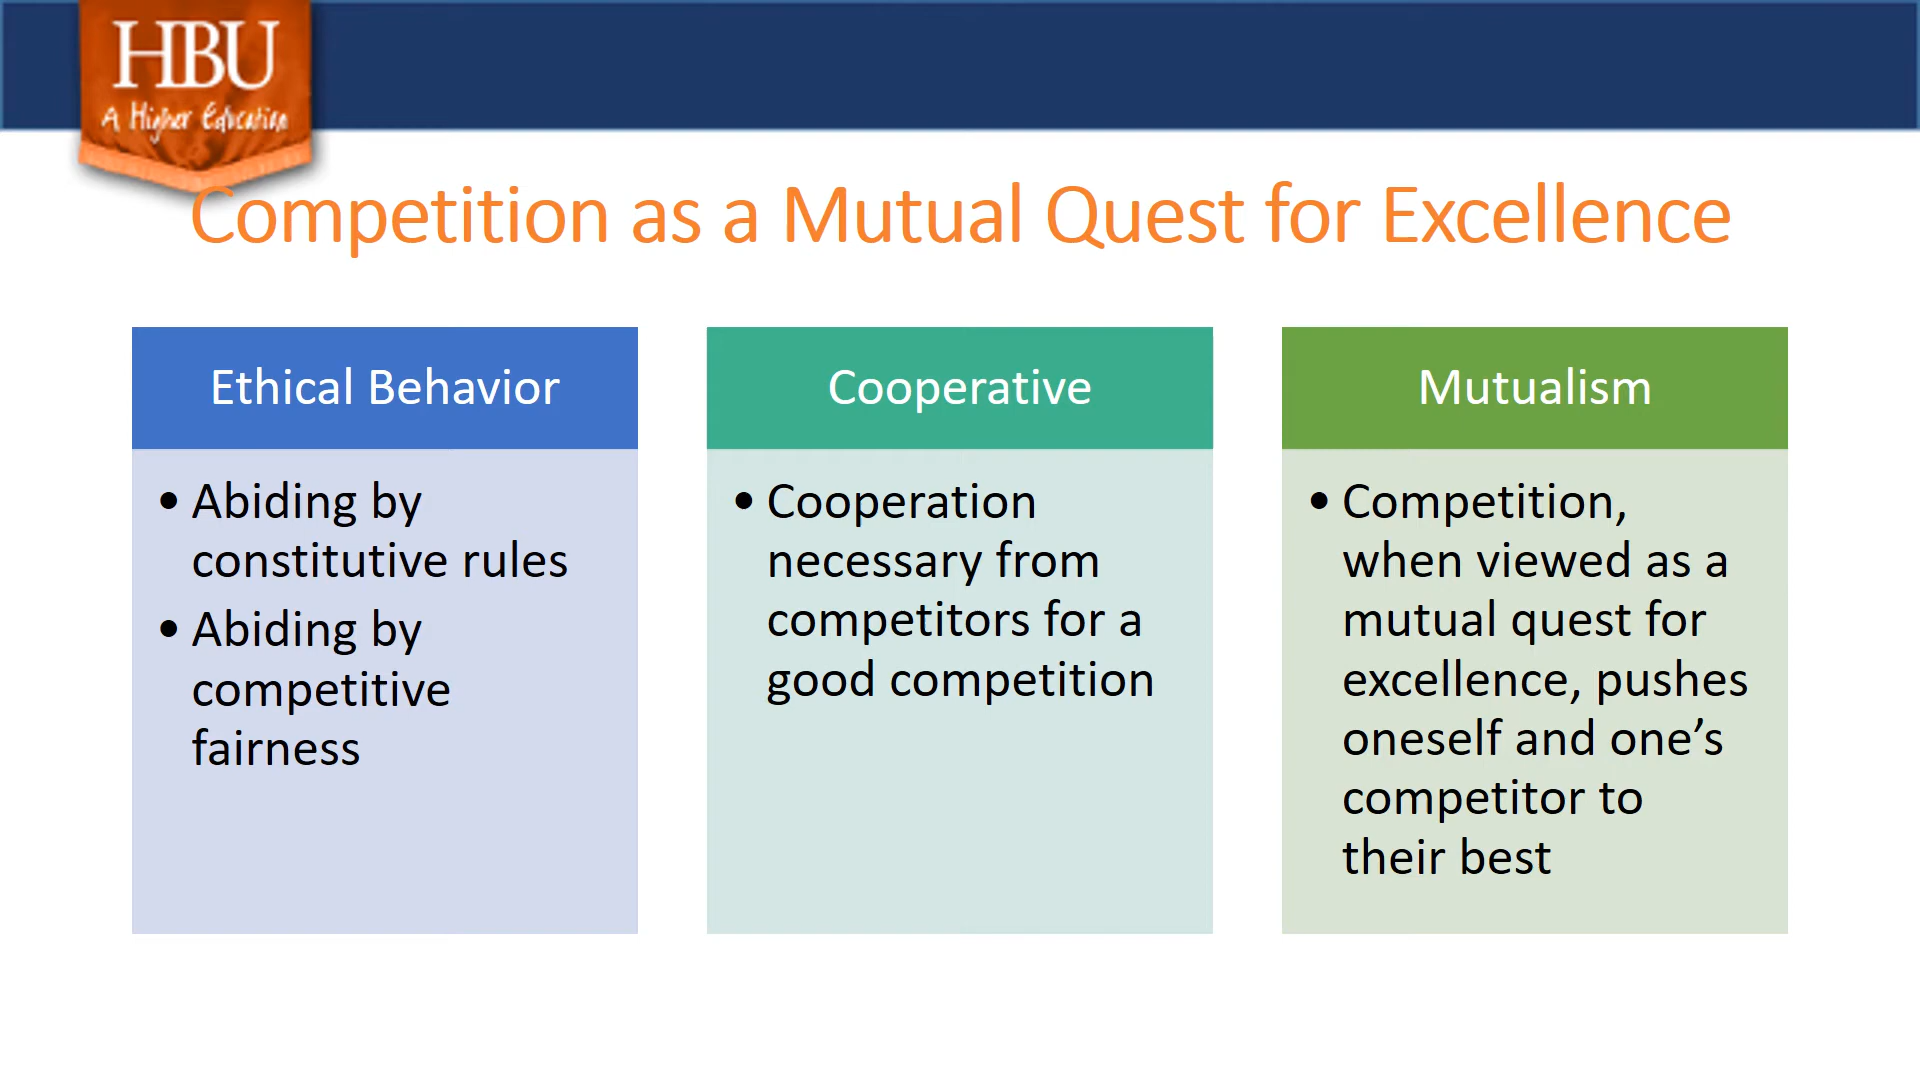 HBU
A Higher Education
Competition as a Mutual Quest for Excellence
Ethical Behavior
• Abiding by
constitutive rules
• Abiding by
competitive
fairness
Cooperative
• Cooperation
necessary from
competitors for a
good competition
Mutualism
• Competition,
when viewed as a
mutual quest for
excellence, pushes
oneself and one’s
competitor to
their best